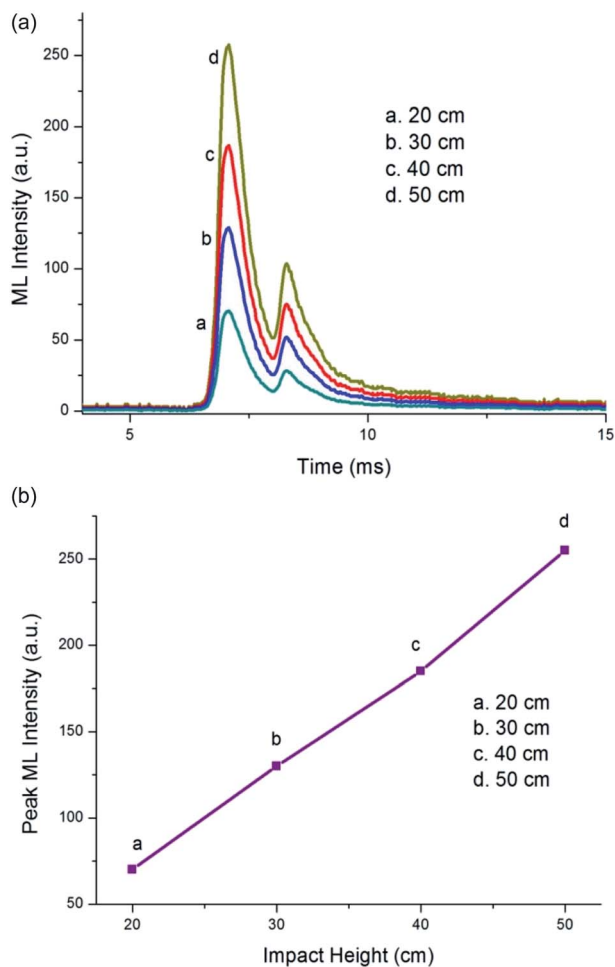 (a)
250
200
150
100
50
0
ML Intensity (a.u.)
d
c
b
a
a. 20 cm
b. 30 cm
c. 40 cm
d. 50 cm
5
10
15
Time (ms)
(b)
250
200
150
100
50
Peak ML Intensity (a.u.)
d
c
b
a
a. 20 cm
b. 30 cm
c. 40 cm
d. 50 cm
20
30
40
50
Impact Height (cm)